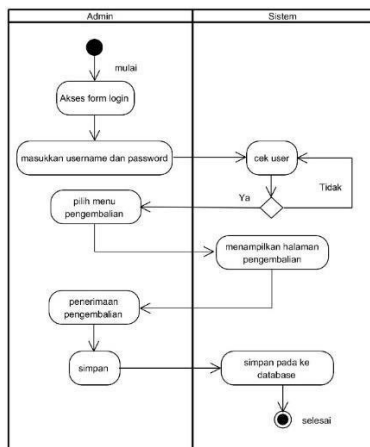 Admin
Sistem
mulai
Akses form login
masukkan username dan password
cek user
Ya
Tidak
pilih menu
pengembalian
menampilkan halaman
pengembalian
penerimaan
pengembalian
simpan
simpan pada ke
database
selesai